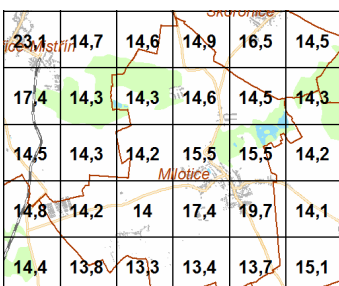 Skoronice
23,1 14,7 14,6 14,9 16,5 14,5
ice-Mistřín
17,4 14,3 14,3 14,6 14,5 14,3
14,5 14,3 14,2 15,5 15,5 14,2
Milotice
14,8 14,2 14 17,4 19,7 14,1
14,4 13,8 13,3 13,4 13,7 15,1